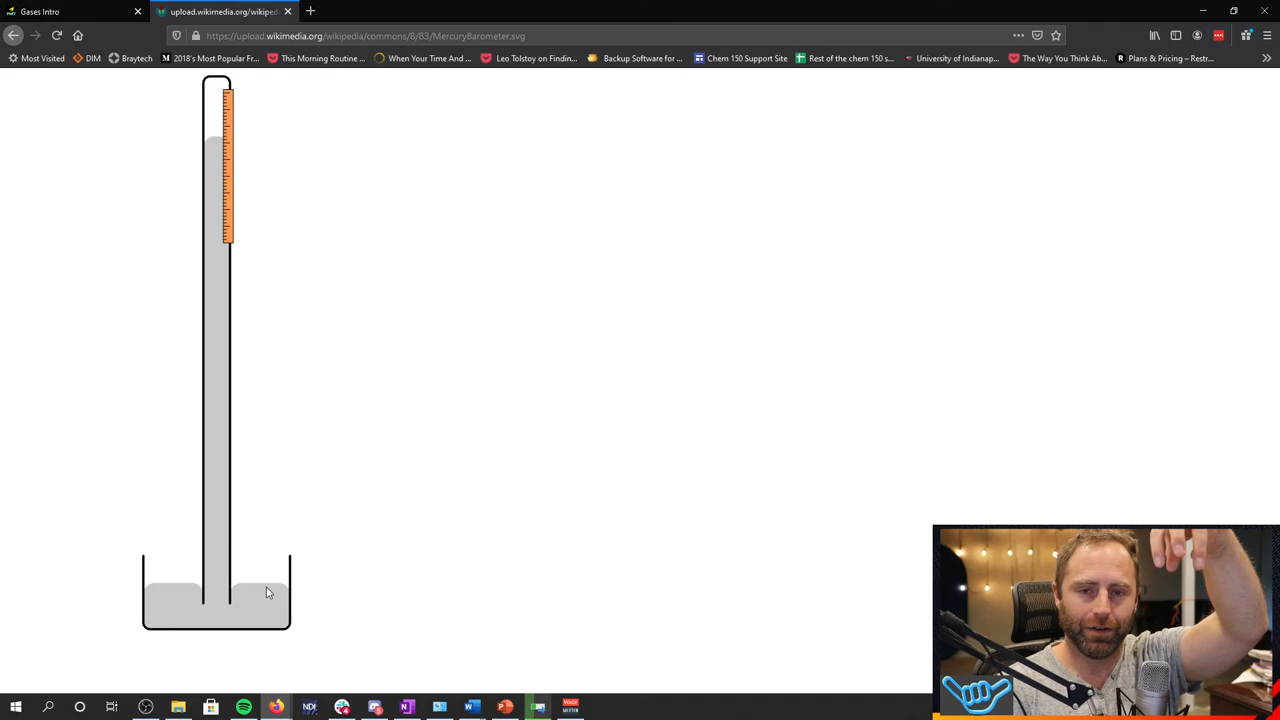 Gases Intro
upload.wikimedia.org/wikiped
https://upload.wikimedia.org/wikipedia/commons/8/83/MercuryBarometer.svg
Most Visited DIM Braytech 2018's Most Popular Fr... This Morning Routine ... When Your Time And ... Leo Tolstoy on Findin... Backup Software for ... Chem 150 Support Site Rest of the chem 150 s... University of Indianap... The Way You Think Ab... Plans & Pricing – Restr...